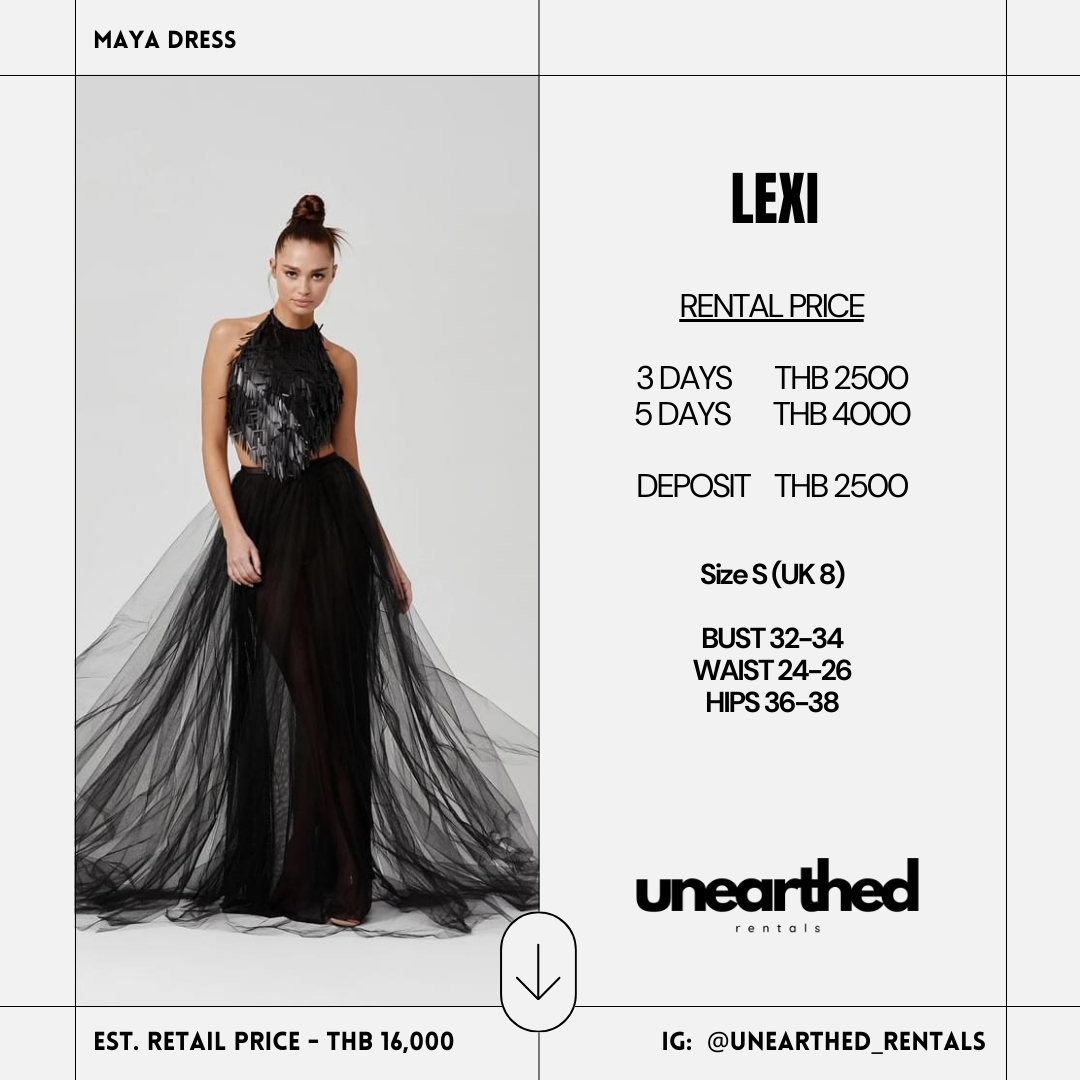 MAYA DRESS
LEXI
RENTAL PRICE
3 DAYS THB 2500
5 DAYS THB 4000
DEPOSIT THB 2500
Size S (UK 8)
BUST 32-34
WAIST 24-26
HIPS 36-38
unearthed
rentals
EST. RETAIL PRICE - THB 16,000
IG: @UNEARTHED_RENTALS